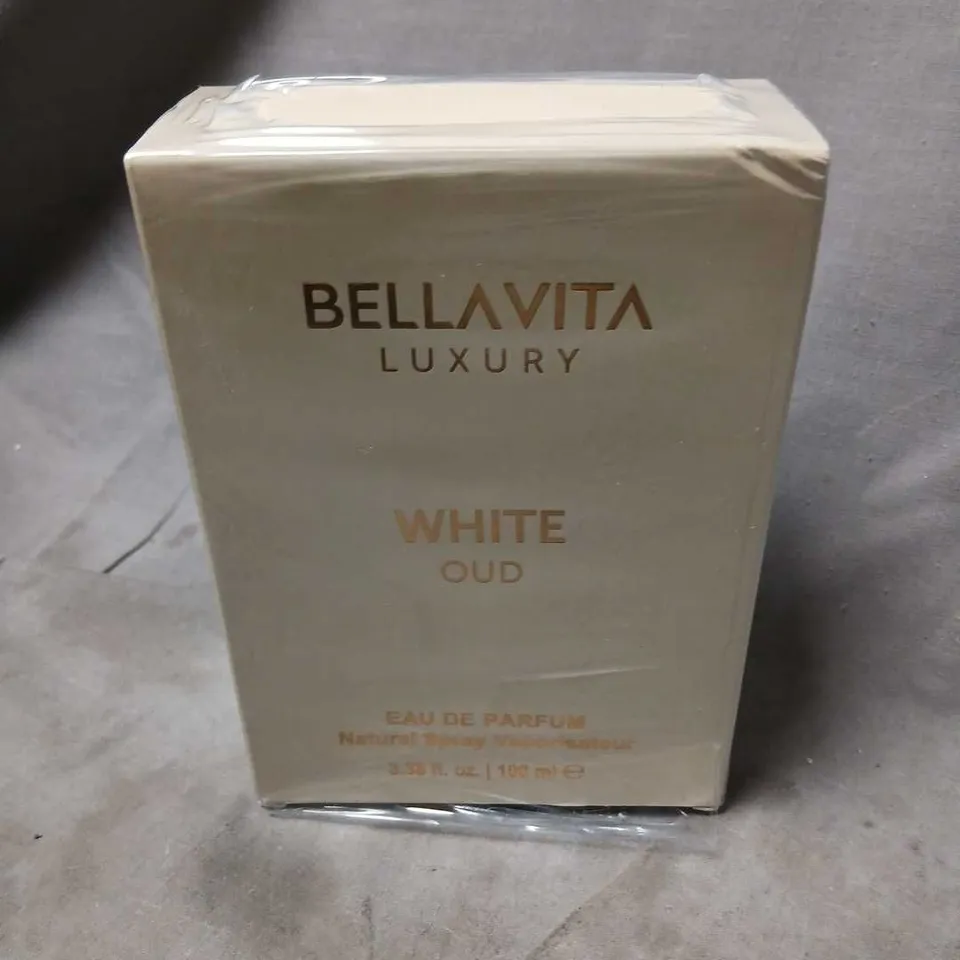 BELLAVITA
LUXURY
WHITE
OUD
EAU DE PARFUM
Natural Spray Vaporisateur
3.38 fl. oz. | 100 ml ℮